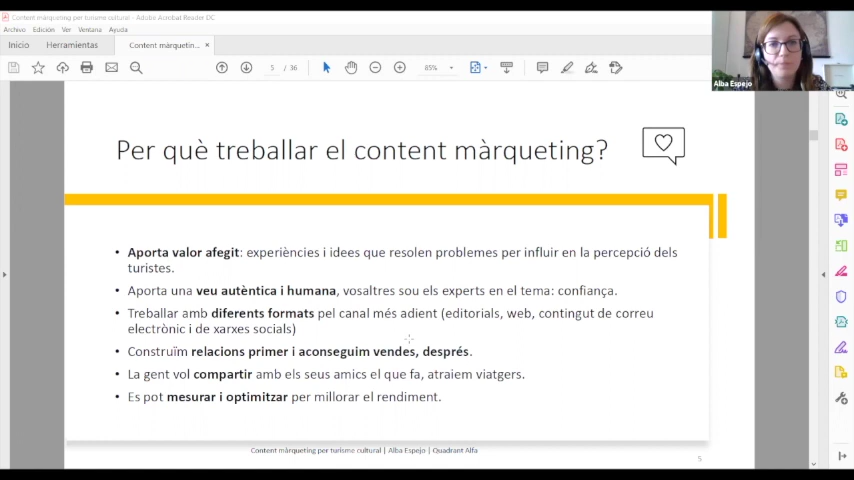 Content màrqueting per turisme cultural - Adobe Acrobat Reader DC
Archivo Edición Ver Ventana Ayuda
Inicio Herramientas Content màrquetin... ×
5 / 36 85%
Alba Espejo
Per què treballar el content màrqueting?
• Aporta valor afegit: experiències i idees que resolen problemes per influir en la percepció dels
turistes.
• Aporta una veu autèntica i humana, vosaltres sou els experts en el tema: confiança.
• Treballar amb diferents formats pel canal més adient (editorials, web, contingut de correu
electrònic i de xarxes socials)
• Construïm relacions primer i aconseguim vendes, després.
• La gent vol compartir amb els seus amics el que fa, atraiem viatgers.
• Es pot mesurar i optimitzar per millorar el rendiment.
Content màrqueting per turisme cultural | Alba Espejo | Quadrant Alfa
5